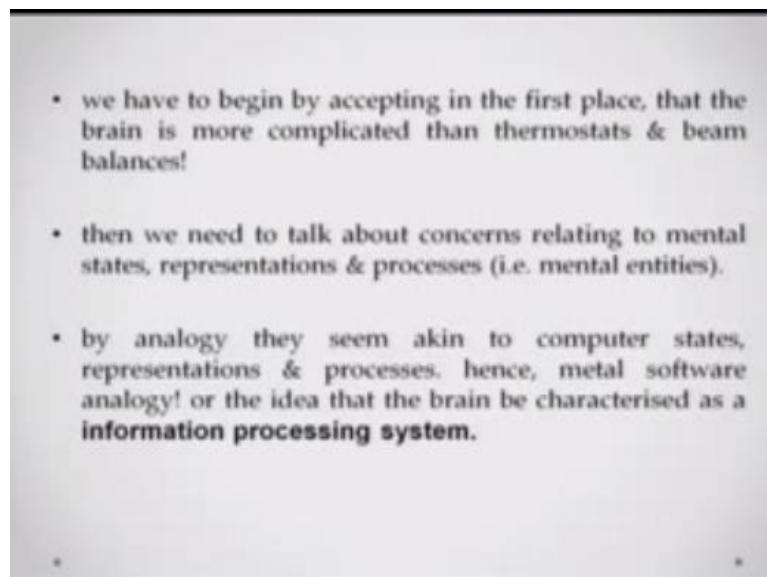 • we have to begin by accepting in the first place, that the
brain is more complicated than thermostats & beam
balances!
• then we need to talk about concerns relating to mental
states, representations & processes (i.e. mental entities).
• by analogy they seem akin to computer states,
representations & processes. hence, metal software
analogy! or the idea that the brain be characterised as a
information processing system.